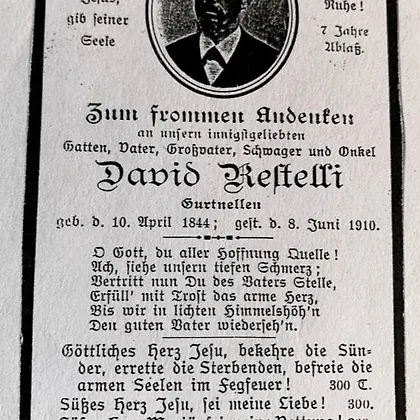 Jesus,
gib seiner
Seele
Ruhe!
7 Jahre
Ablaß.
Zum frommen Andenken
an unsern innigstgeliebten
Gatten, Vater, Großvater, Schwager und Onkel
David Restelli
Gurtnellen
geb. d. 10. April 1844; gest. d. 8. Juni 1910.
O Gott, du aller Hoffnung Quelle!
Ach, siehe unsern tiefen Schmerz;
Vertritt nun Du des Vaters Stelle,
Erfüll' mit Trost das arme Herz,
Bis wir in lichten Himmelshöh'n
Den guten Vater wiederseh'n.
Göttliches Herz Jesu, bekehre die Sün-
der, errette die Sterbenden, befreie die
armen Seelen im Fegfeuer! 300 T.
Süßes Herz Jesu, sei meine Liebe! 300.